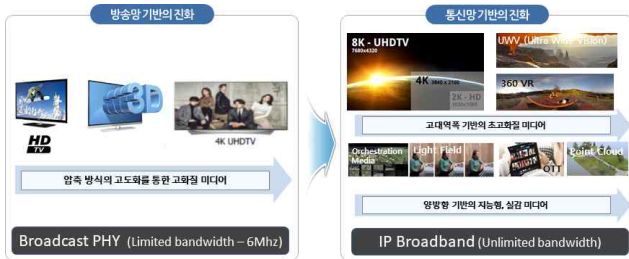 방송망 기반의 진화
HD
TV
3D
4K UHDTV
압축 방식의 고도화를 통한 고화질 미디어
Broadcast PHY (Limited bandwidth – 6Mhz)
통신망 기반의 진화
8K - UHDTV
7680x4320
4K 3840 x 2160
2K - HD
UWV (Ultra Wide Vision)
360 VR
고대역폭 기반의 초고화질 미디어
Orchestration
Media
Light Field
OTT
Point Cloud
양방향 기반의 지능형, 실감 미디어
IP Broadband (Unlimited bandwidth)